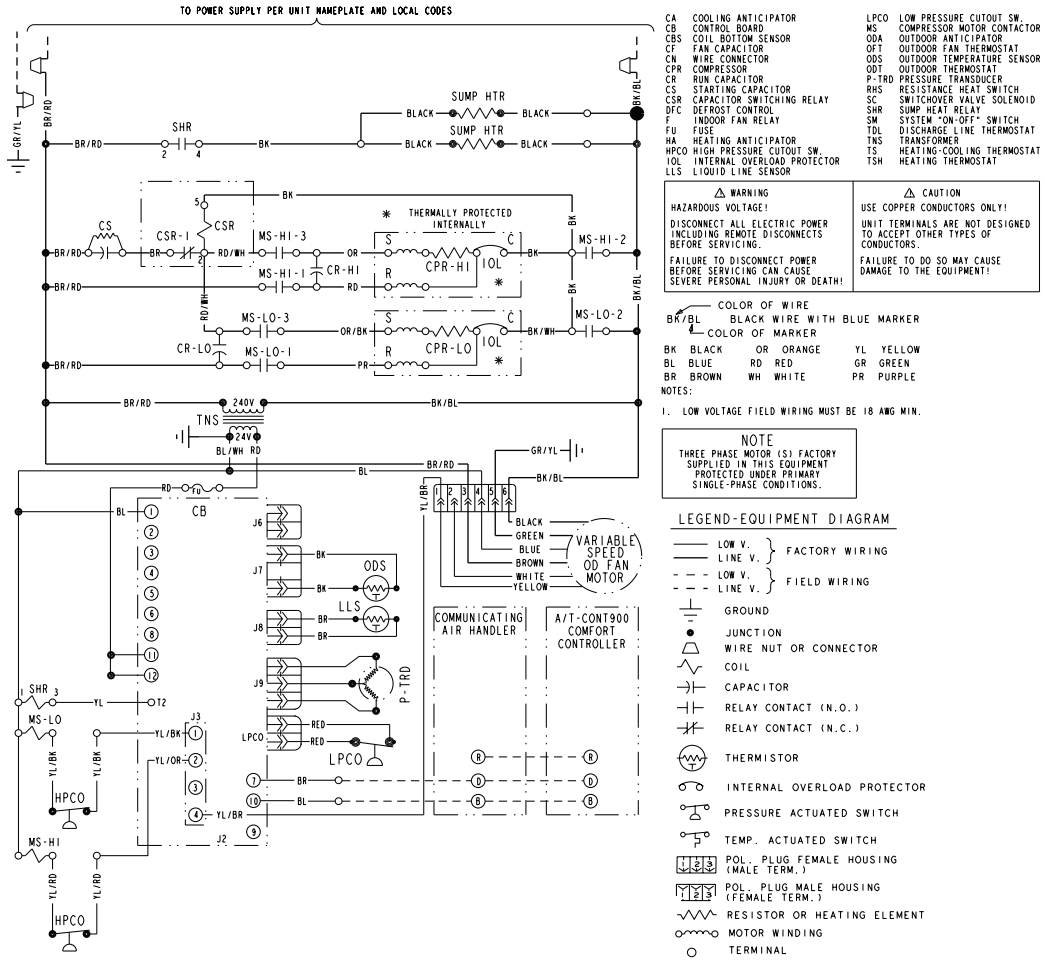 TO POWER SUPPLY PER UNIT NAMEPLATE AND LOCAL CODES
CA COOLING ANTICIPATOR
CB CONTROL BOARD
CBS COIL BOTTOM SENSOR
CF FAN CAPACITOR
CN WIRE CONNECTOR
CPR COMPRESSOR
CR RUN CAPACITOR
CS STARTING CAPACITOR
CSR CAPACITOR SWITCHING RELAY
DFC DEFROST CONTROL
F INDOOR FAN RELAY
FU FUSE
HA HEATING ANTICIPATOR
HPCO HIGH PRESSURE CUTOUT SW.
IOL INTERNAL OVERLOAD PROTECTOR
LLS LIQUID LINE SENSOR
LPCO LOW PRESSURE CUTOUT SW.
MS COMPRESSOR MOTOR CONTACTOR
ODA OUTDOOR ANTICIPATOR
OFT OUTDOOR FAN THERMOSTAT
ODS OUTDOOR TEMPERATURE SENSOR
ODT OUTDOOR THERMOSTAT
P-TRD PRESSURE TRANSDUCER
RHS RESISTANCE HEAT SWITCH
SC SWITCHOVER VALVE SOLENOID
SHR SUMP HEAT RELAY
SM SYSTEM "ON-OFF" SWITCH
TDL DISCHARGE LINE THERMOSTAT
TNS TRANSFORMER
TS HEATING-COOLING THERMOSTAT
TSH HEATING THERMOSTAT
⚠ WARNING
HAZARDOUS VOLTAGE!
DISCONNECT ALL ELECTRIC POWER
INCLUDING REMOTE DISCONNECTS
BEFORE SERVICING.
FAILURE TO DISCONNECT POWER
BEFORE SERVICING CAN CAUSE
SEVERE PERSONAL INJURY OR DEATH!
⚠ CAUTION
USE COPPER CONDUCTORS ONLY!
UNIT TERMINALS ARE NOT DESIGNED
TO ACCEPT OTHER TYPES OF
CONDUCTORS.
FAILURE TO DO SO MAY CAUSE
DAMAGE TO THE EQUIPMENT!
COLOR OF WIRE
BK/BL BLACK WIRE WITH BLUE MARKER
COLOR OF MARKER
BK BLACK OR ORANGE YL YELLOW
BL BLUE RD RED GR GREEN
BR BROWN WH WHITE PR PURPLE
NOTES:
1. LOW VOLTAGE FIELD WIRING MUST BE 18 AWG MIN.
NOTE
THREE PHASE MOTOR (S) FACTORY
SUPPLIED IN THIS EQUIPMENT
PROTECTED UNDER PRIMARY
SINGLE-PHASE CONDITIONS.
LEGEND-EQUIPMENT DIAGRAM
LOW V.
LINE V.
FACTORY WIRING
LOW V.
LINE V.
FIELD WIRING
GROUND
JUNCTION
WIRE NUT OR CONNECTOR
COIL
CAPACITOR
RELAY CONTACT (N.O.)
RELAY CONTACT (N.C.)
THERMISTOR
INTERNAL OVERLOAD PROTECTOR
PRESSURE ACTUATED SWITCH
TEMP. ACTUATED SWITCH
1 2 3 POL. PLUG FEMALE HOUSING
(MALE TERM.)
1 2 3 POL. PLUG MALE HOUSING
(FEMALE TERM.)
RESISTOR OR HEATING ELEMENT
MOTOR WINDING
TERMINAL
GR/YL
BR/RD
BK/BL
SUMP HTR
BLACK BLACK
SHR
BR/RD 2 4 BK
SUMP HTR
BLACK BLACK
BK
5
CSR
* THERMALLY PROTECTED
INTERNALLY
BK
CS
CSR-1
BR/RD BR 2 RD/WH
MS-HI-3
OR
S C
CPR-HI IOL
BK
MS-HI-2
MS-HI-1
CR-HI
BR/RD
RD
R
*
BK
BK/BL
RD/WH
MS-LO-3
OR/BK
S C
CPR-LO IOL
BK/WH
MS-LO-2
CR-LO
MS-LO-1
BR/RD
PR
R
*
BR/RD
240V
BK/BL
TNS
24V
BL/WH RD
GR/YL
BL
BR/RD
BK/BL
RD
FU
YL/BR
1 2 3 4 5 6
BLACK
GREEN
BLUE
BROWN
WHITE
YELLOW
VARIABLE
SPEED
OD FAN
MOTOR
CB
BL
1
2
3
4
5
6
8
11
12
J6
J7
BK
BK
ODS
J8
LLS
BR
BR
J9
P-TRD
LPCO
RED
RED
LPCO
COMMUNICATING
AIR HANDLER
A/T-CONT900
COMFORT
CONTROLLER
R R
D D
B B
1 SHR 3
YL
T2
MS-LO
J3
YL/BK
1
YL/OR
2
3
4
YL/BR
7 BR
10 BL
9
J2
YL/BK
YL/BK
HPCO
MS-HI
YL/RD
YL/RD
HPCO